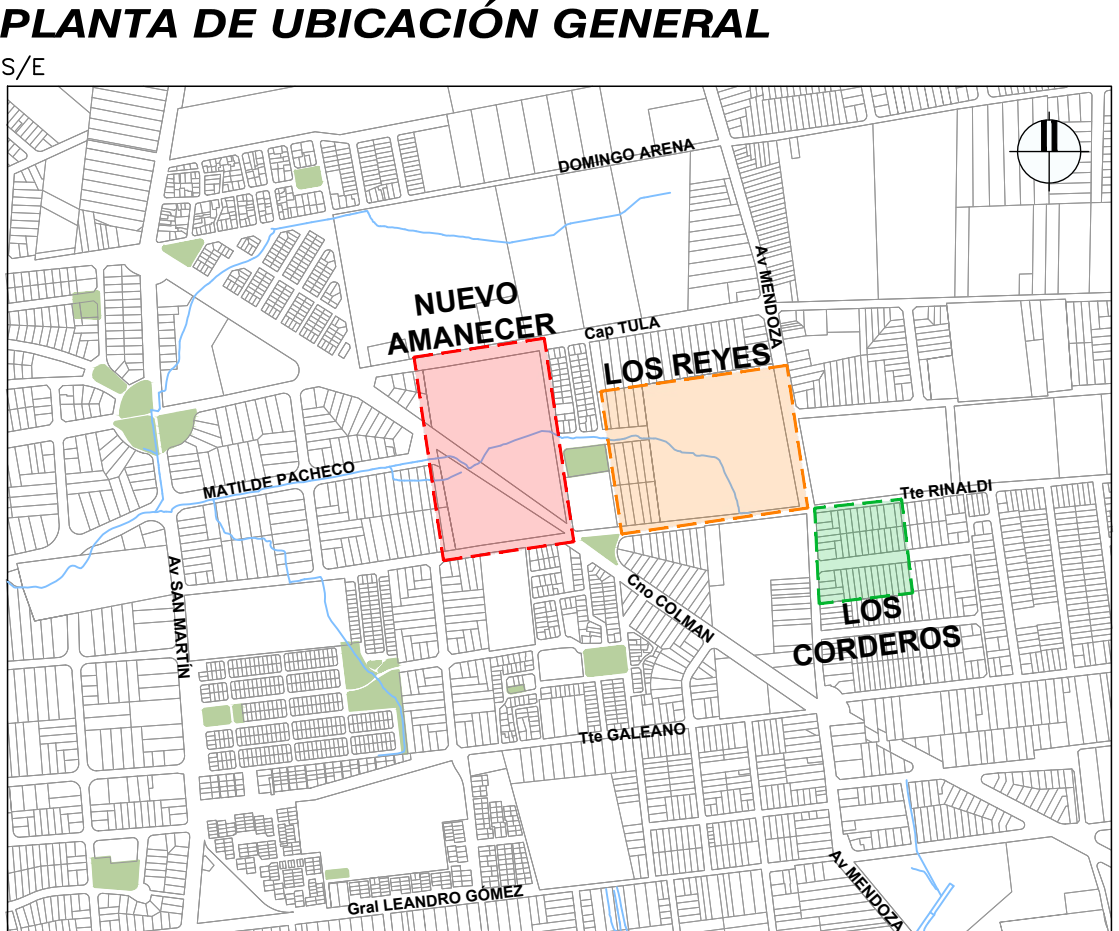 PLANTA DE UBICACIÓN GENERAL
S/E
DOMINGO ARENA
Av MENDOZA
NUEVO
AMANECER
Cap TULA
LOS REYES
MATILDE PACHECO
Tte RINALDI
Av SAN MARTÍN
Cno COLMAN
LOS
CORDEROS
Tte GALEANO
Av MENDOZA
Gral LEANDRO GÓMEZ